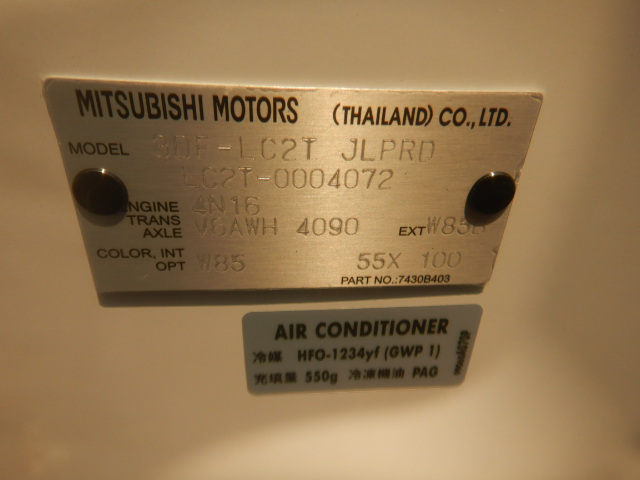 MITSUBISHI MOTORS (THAILAND) CO., LTD.
MODEL 3DF-LC2T JLPRD
LC2T-0004072
ENGINE 4N16
TRANS AXLE V6AWH 4090 EXT W85B
COLOR, INT OPT W85 55X 100
PART NO.:7430B403
AIR CONDITIONER
冷媒 HFO-1234yf (GWP 1)
充填量 550g 冷凍機油 PAG